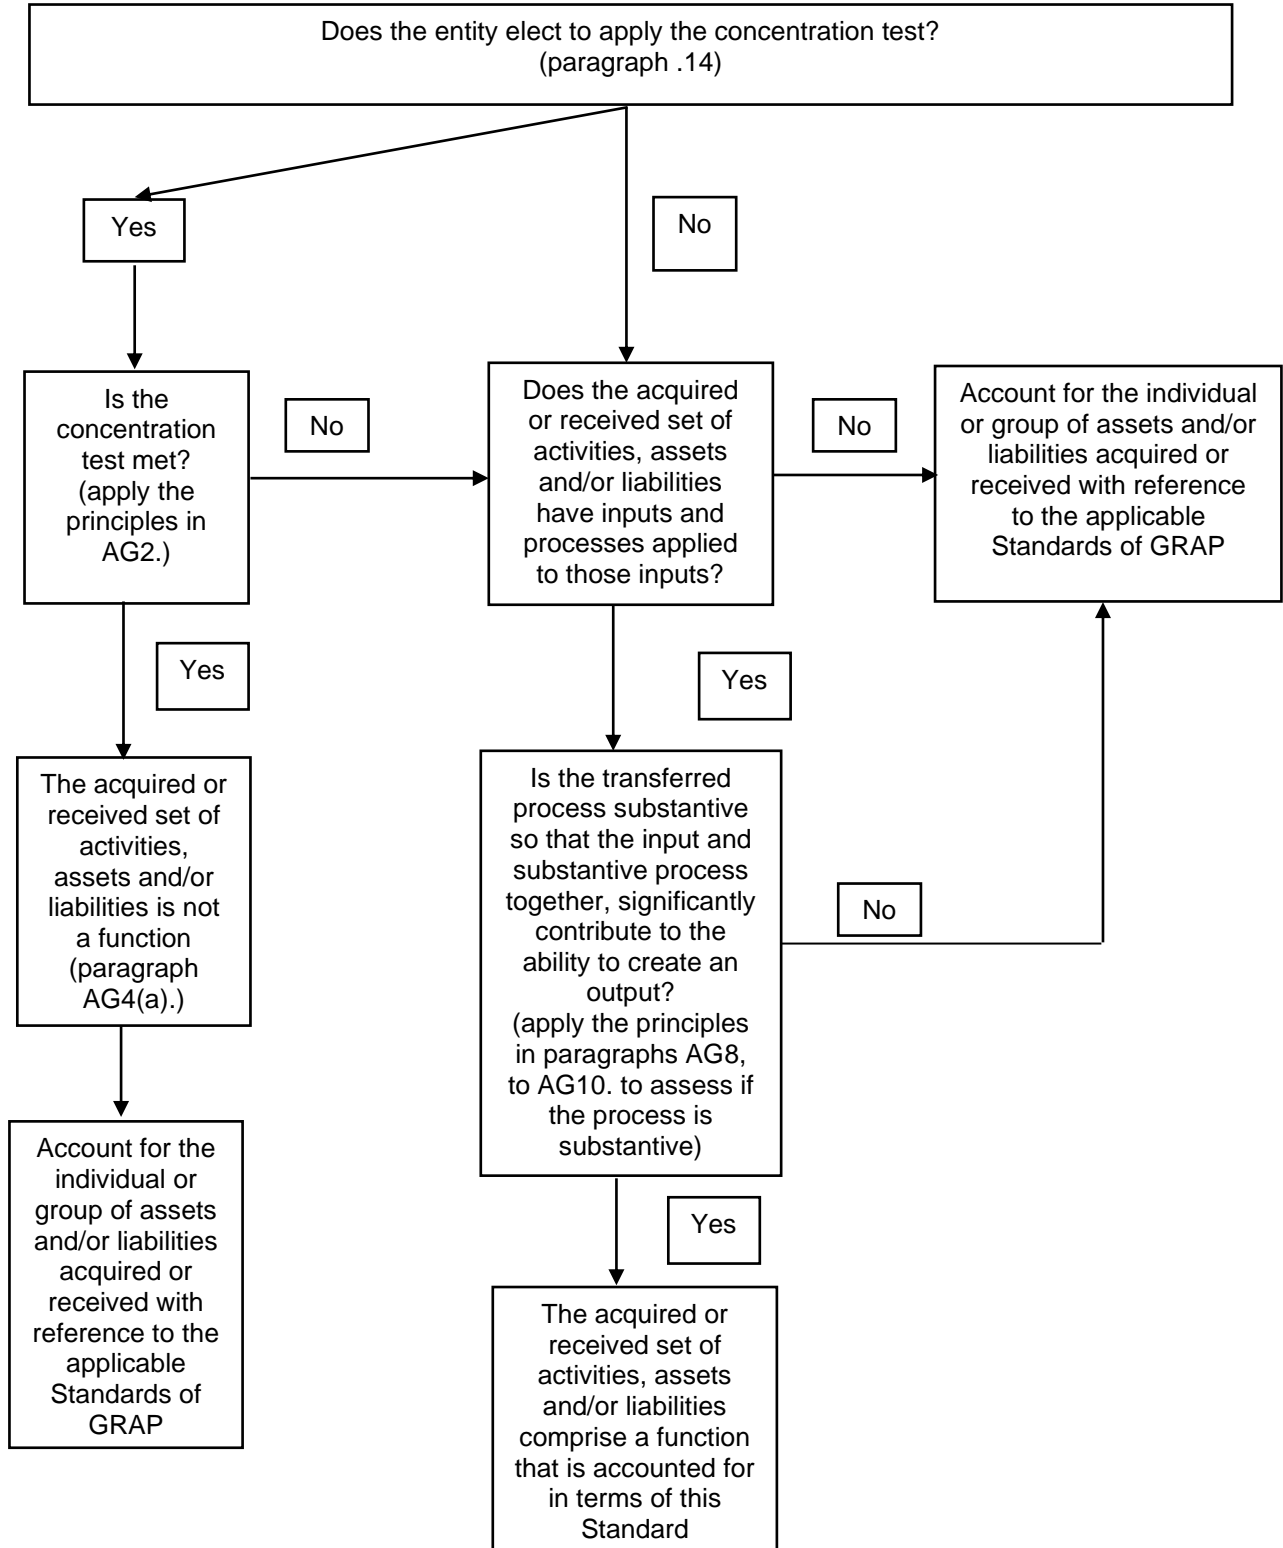 Does the entity elect to apply the concentration test?
(paragraph .14)
Yes
No
Is the
concentration
test met?
(apply the
principles in
AG2.)
No
Does the acquired
or received set of
activities, assets
and/or liabilities
have inputs and
processes applied
to those inputs?
No
Account for the individual
or group of assets and/or
liabilities acquired or
received with reference
to the applicable
Standards of GRAP
Yes
Yes
The acquired or
received set of
activities,
assets and/or
liabilities is not
a function
(paragraph
AG4(a).)
Is the transferred
process substantive
so that the input and
substantive process
together, significantly
contribute to the
ability to create an
output?
(apply the principles
in paragraphs AG8,
to AG10. to assess if
the process is
substantive)
No
Account for the
individual or
group of assets
and/or liabilities
acquired or
received with
reference to the
applicable
Standards of
GRAP
Yes
The acquired or
received set of
activities, assets
and/or liabilities
comprise a function
that is accounted for
in terms of this
Standard